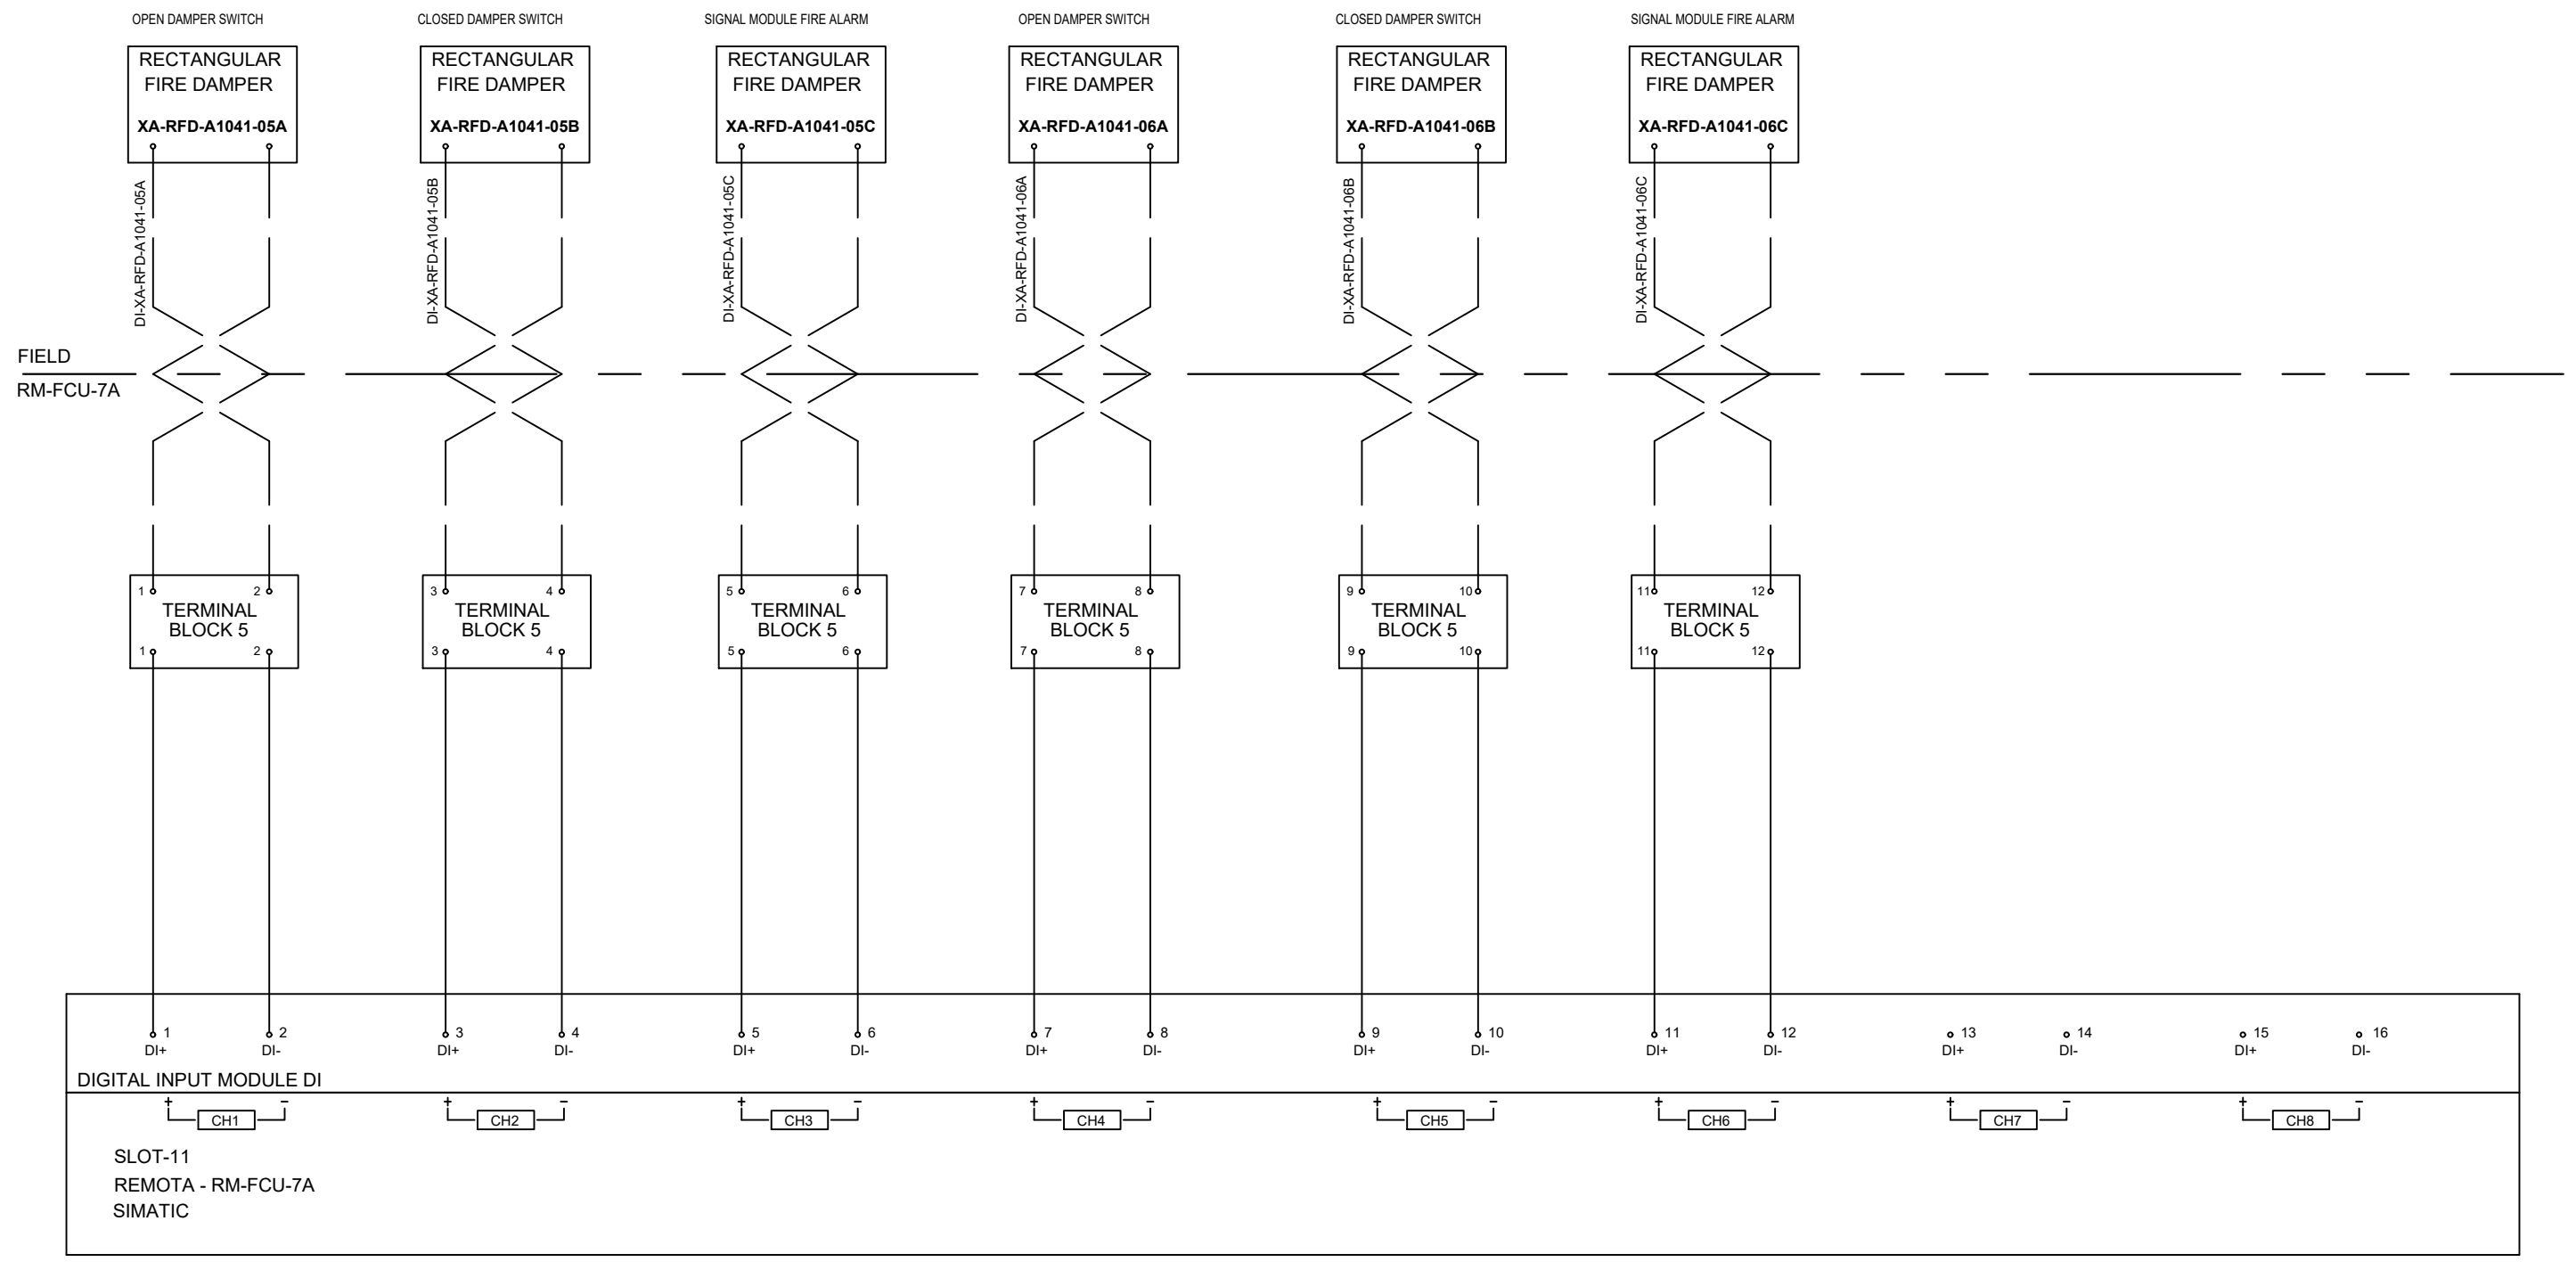 OPEN DAMPER SWITCH
CLOSED DAMPER SWITCH
SIGNAL MODULE FIRE ALARM
OPEN DAMPER SWITCH
CLOSED DAMPER SWITCH
SIGNAL MODULE FIRE ALARM
RECTANGULAR
FIRE DAMPER
XA-RFD-A1041-05A
RECTANGULAR
FIRE DAMPER
XA-RFD-A1041-05B
RECTANGULAR
FIRE DAMPER
XA-RFD-A1041-05C
RECTANGULAR
FIRE DAMPER
XA-RFD-A1041-06A
RECTANGULAR
FIRE DAMPER
XA-RFD-A1041-06B
RECTANGULAR
FIRE DAMPER
XA-RFD-A1041-06C
DI-XA-RFD-A1041-05A
DI-XA-RFD-A1041-05B
DI-XA-RFD-A1041-05C
DI-XA-RFD-A1041-06A
DI-XA-RFD-A1041-06B
DI-XA-RFD-A1041-06C
FIELD
RM-FCU-7A
1 2
TERMINAL
BLOCK 5
1 2
3 4
TERMINAL
BLOCK 5
3 4
5 6
TERMINAL
BLOCK 5
5 6
7 8
TERMINAL
BLOCK 5
7 8
9 10
TERMINAL
BLOCK 5
9 10
11 12
TERMINAL
BLOCK 5
11 12
1 2 3 4 5 6 7 8 9 10 11 12 13 14 15 16
DI+ DI- DI+ DI- DI+ DI- DI+ DI- DI+ DI- DI+ DI- DI+ DI- DI+ DI-
DIGITAL INPUT MODULE DI
+ − + − + − + − + − + − + − + −
CH1 CH2 CH3 CH4 CH5 CH6 CH7 CH8
SLOT-11
REMOTA - RM-FCU-7A
SIMATIC